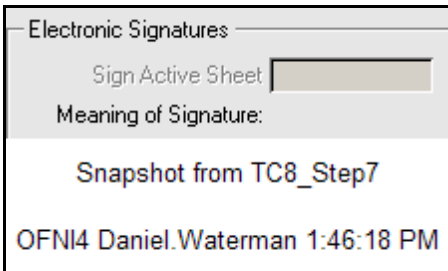 Electronic Signatures
Sign Active Sheet
Meaning of Signature:
Snapshot from TC8_Step7
OFNI4 Daniel.Waterman 1:46:18 PM